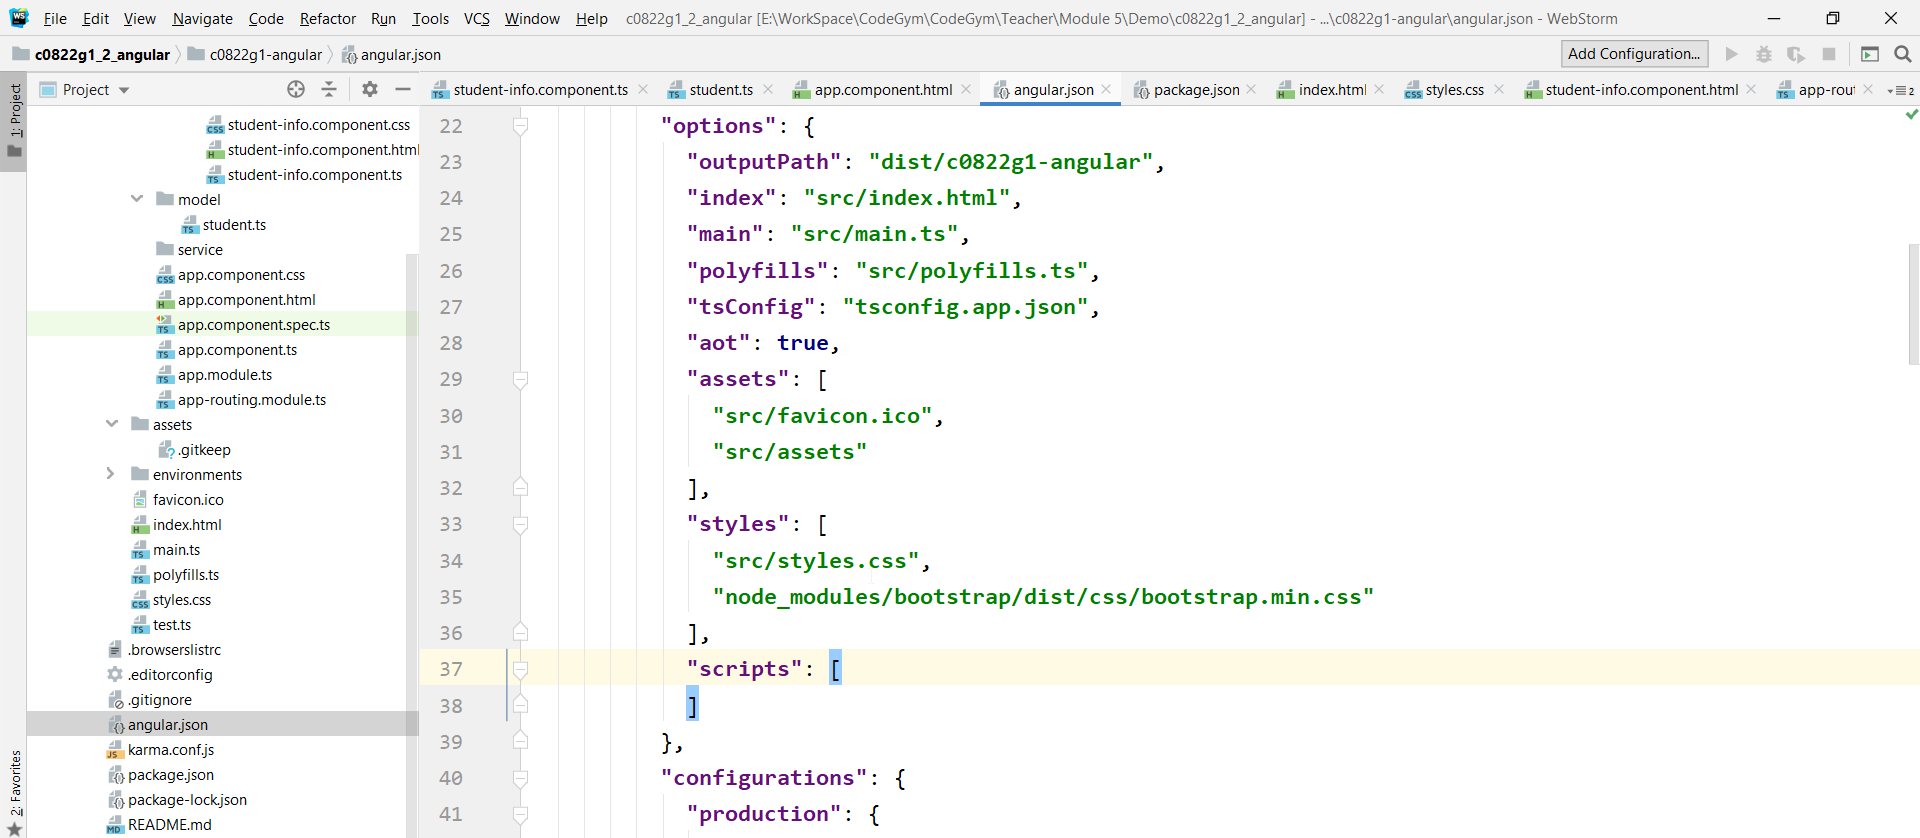 File Edit View Navigate Code Refactor Run Tools VCS Window Help c0822g1_2_angular [E:\WorkSpace\CodeGym\CodeGym\Teacher\Module 5\Demo\c0822g1_2_angular] - ...\c0822g1-angular\angular.json - WebStorm
c0822g1_2_angular c0822g1-angular angular.json Add Configuration...
1: Project
2: Favorites
Project
student-info.component.ts student.ts app.component.html angular.json package.json index.html styles.css student-info.component.html app-rout 2
student-info.component.css
student-info.component.html
student-info.component.ts
model
student.ts
service
app.component.css
app.component.html
app.component.spec.ts
app.component.ts
app.module.ts
app-routing.module.ts
assets
.gitkeep
environments
favicon.ico
index.html
main.ts
polyfills.ts
styles.css
test.ts
.browserslistrc
.editorconfig
.gitignore
angular.json
karma.conf.js
package.json
package-lock.json
README.md
22 "options": {
23 "outputPath": "dist/c0822g1-angular",
24 "index": "src/index.html",
25 "main": "src/main.ts",
26 "polyfills": "src/polyfills.ts",
27 "tsConfig": "tsconfig.app.json",
28 "aot": true,
29 "assets": [
30 "src/favicon.ico",
31 "src/assets"
32 ],
33 "styles": [
34 "src/styles.css",
35 "node_modules/bootstrap/dist/css/bootstrap.min.css"
36 ],
37 "scripts": [
38 ]
39 },
40 "configurations": {
41 "production": {